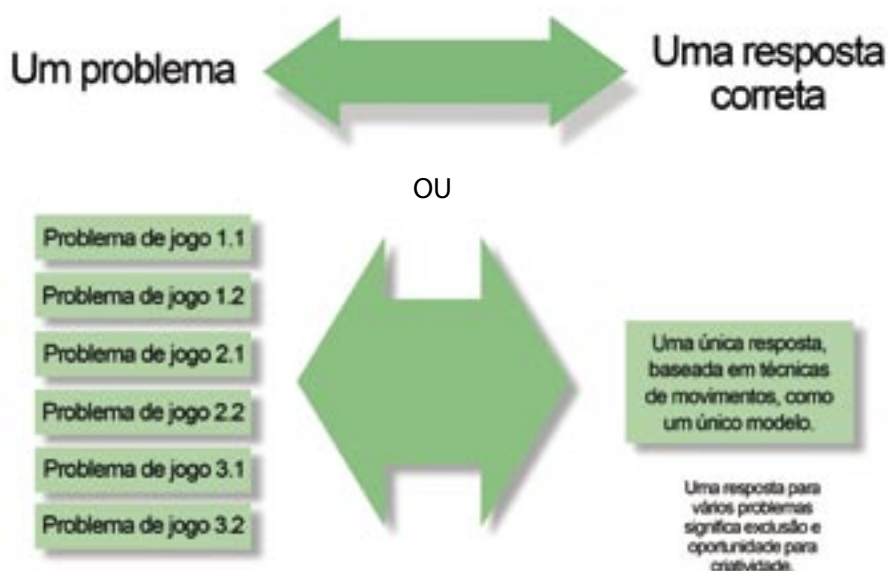 Um problema
Uma resposta
correta
OU
Problema de jogo 1.1
Problema de jogo 1.2
Problema de jogo 2.1
Problema de jogo 2.2
Problema de jogo 3.1
Problema de jogo 3.2
Uma única resposta,
baseada em técnicas
de movimentos, como
um único modelo.
Uma resposta para
vários problemas
significa exclusão e
oportunidade para
criatividade.